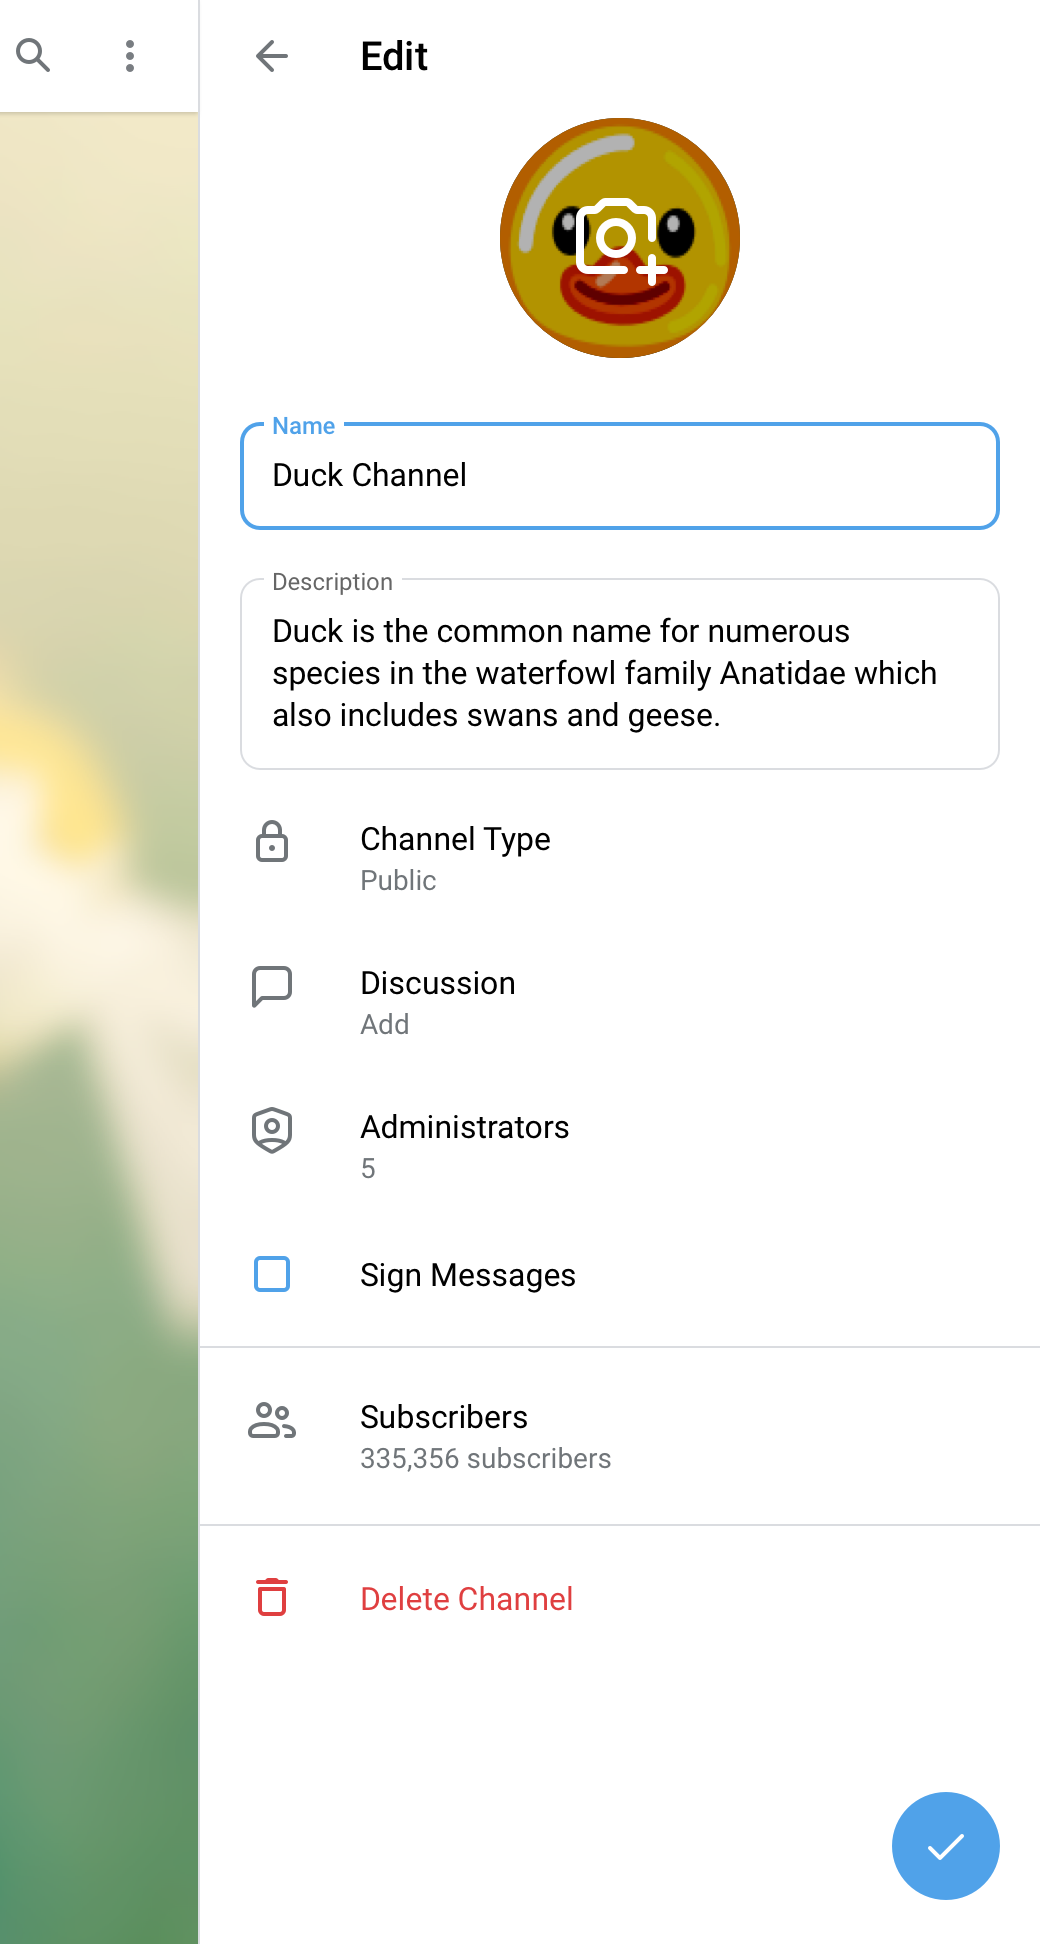 Edit
Name
Duck Channel
Description
Duck is the common name for numerous
species in the waterfowl family Anatidae which
also includes swans and geese.
Channel Type
Public
Discussion
Add
Administrators
5
Sign Messages
Subscribers
335,356 subscribers
Delete Channel